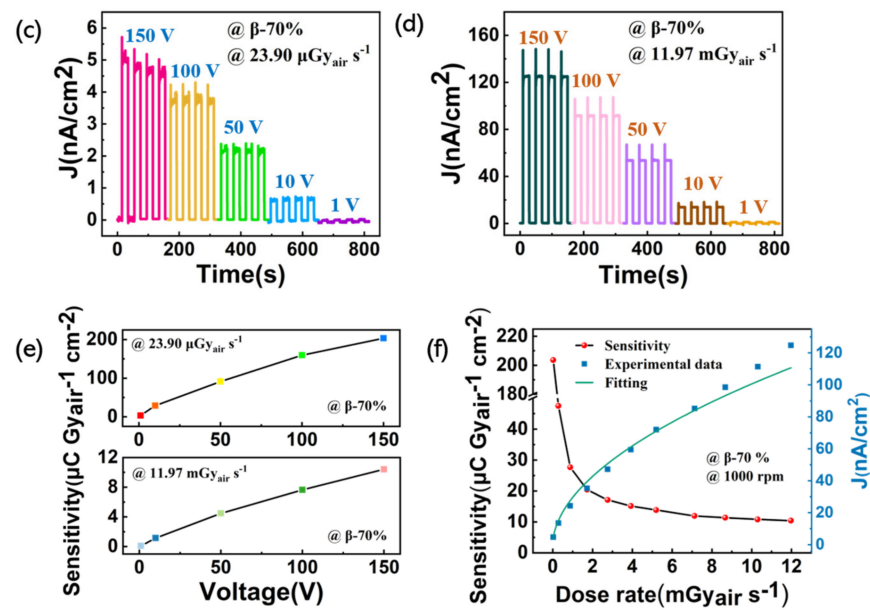 (c)
@ β-70%
@ 23.90 μGyair s-1
150 V
100 V
50 V
10 V
1 V
J(nA/cm2)
6
5
4
3
2
1
0
0 200 400 600 800
Time(s)
(d)
@ β-70%
@ 11.97 mGyair s-1
150 V
100 V
50 V
10 V
1 V
J(nA/cm2)
160
120
80
40
0
0 200 400 600 800
Time(s)
(e)
Sensitivity(μC Gyair-1 cm-2)
@ 23.90 μGyair s-1
@ β-70%
200
100
0
@ 11.97 mGyair s-1
@ β-70%
12
8
4
0
0 50 100 150
Voltage(V)
(f)
Sensitivity(μC Gyair-1 cm-2)
220
200
180
40
30
20
10
0
Sensitivity
Experimental data
Fitting
@ β-70 %
@ 1000 rpm
120
100
80
60
40
20
0
J(nA/cm2)
0 2 4 6 8 10 12
Dose rate(mGyair s-1)